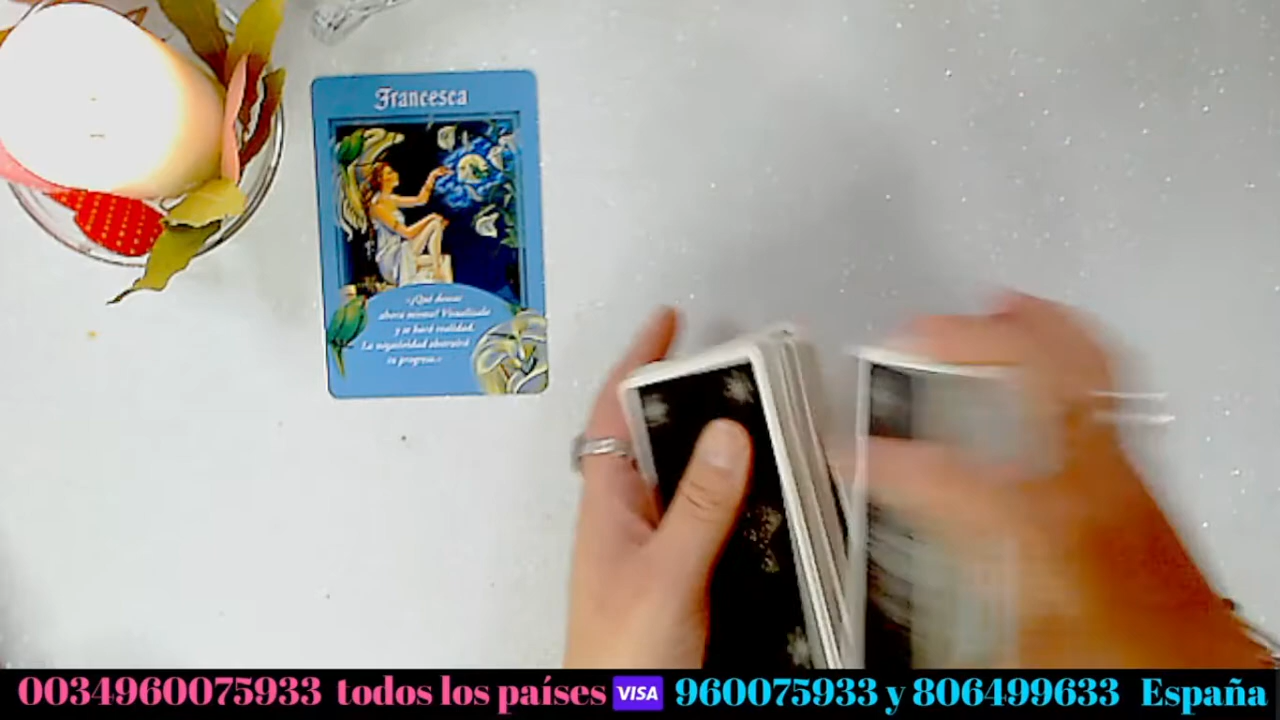 Francesca
«¿Qué deseas
ahora mismo? Visualízalo
y se hará realidad.
La negatividad obstruirá
tu progreso.»
0034960075933 todos los países VISA 960075933 y 806499633 España